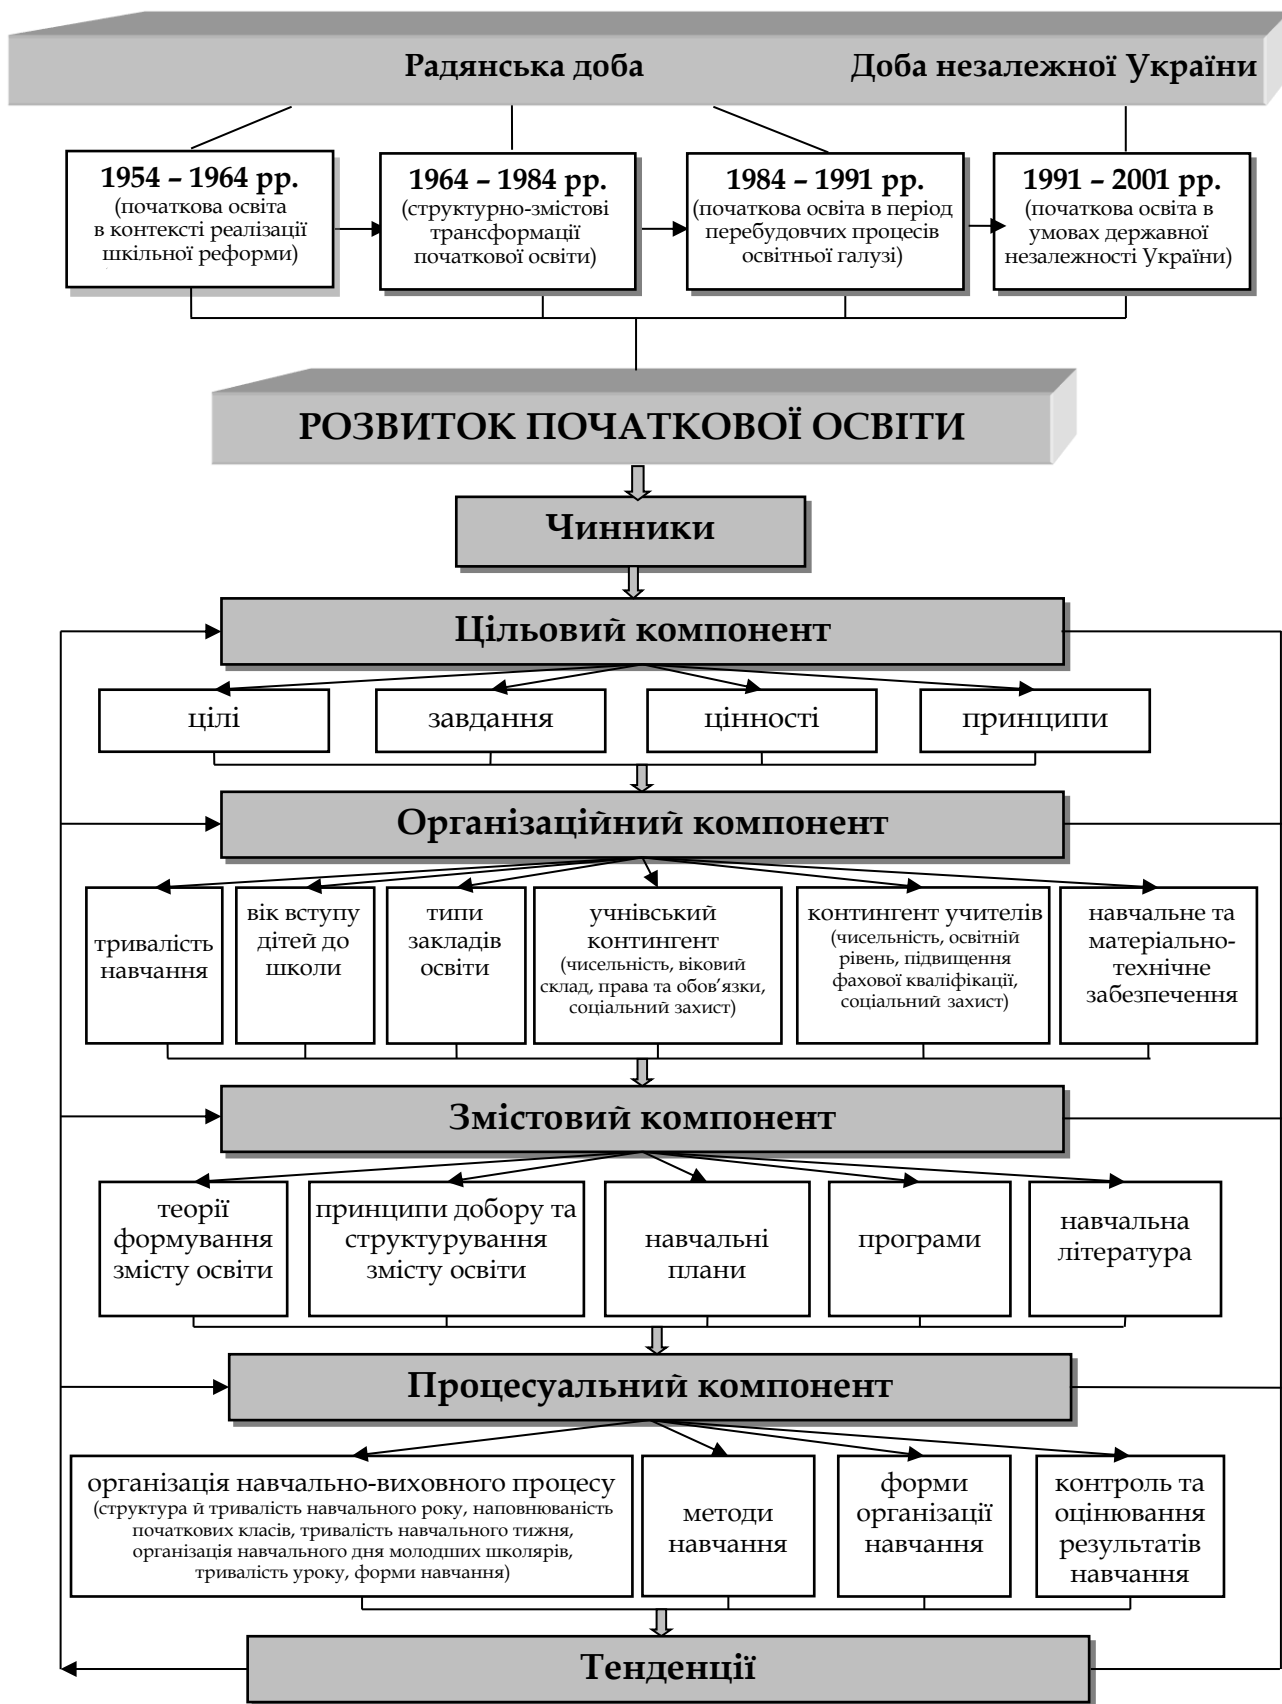 Радянська доба
Доба незалежної України
1954 – 1964 рр.
(початкова освіта
в контексті реалізації
шкільної реформи)
1964 – 1984 рр.
(структурно-змістові
трансформації
початкової освіти)
1984 – 1991 рр.
(початкова освіта в період
перебудовчих процесів
освітньої галузі)
1991 – 2001 рр.
(початкова освіта в
умовах державної
незалежності України)
РОЗВИТОК ПОЧАТКОВОЇ ОСВІТИ
Чинники
Цільовий компонент
цілі
завдання
цінності
принципи
Організаційний компонент
тривалість
навчання
вік вступу
дітей до
школи
типи
закладів
освіти
учнівський
контингент
(чисельність, віковий
склад, права та обов’язки,
соціальний захист)
контингент учителів
(чисельність, освітній
рівень, підвищення
фахової кваліфікації,
соціальний захист)
навчальне та
матеріально-
технічне
забезпечення
Змістовий компонент
теорії
формування
змісту освіти
принципи добору та
структурування
змісту освіти
навчальні
плани
програми
навчальна
література
Процесуальний компонент
організація навчально-виховного процесу
(структура й тривалість навчального року, наповнюваність
початкових класів, тривалість навчального тижня,
організація навчального дня молодших школярів,
тривалість уроку, форми навчання)
методи
навчання
форми
організації
навчання
контроль та
оцінювання
результатів
навчання
Тенденції